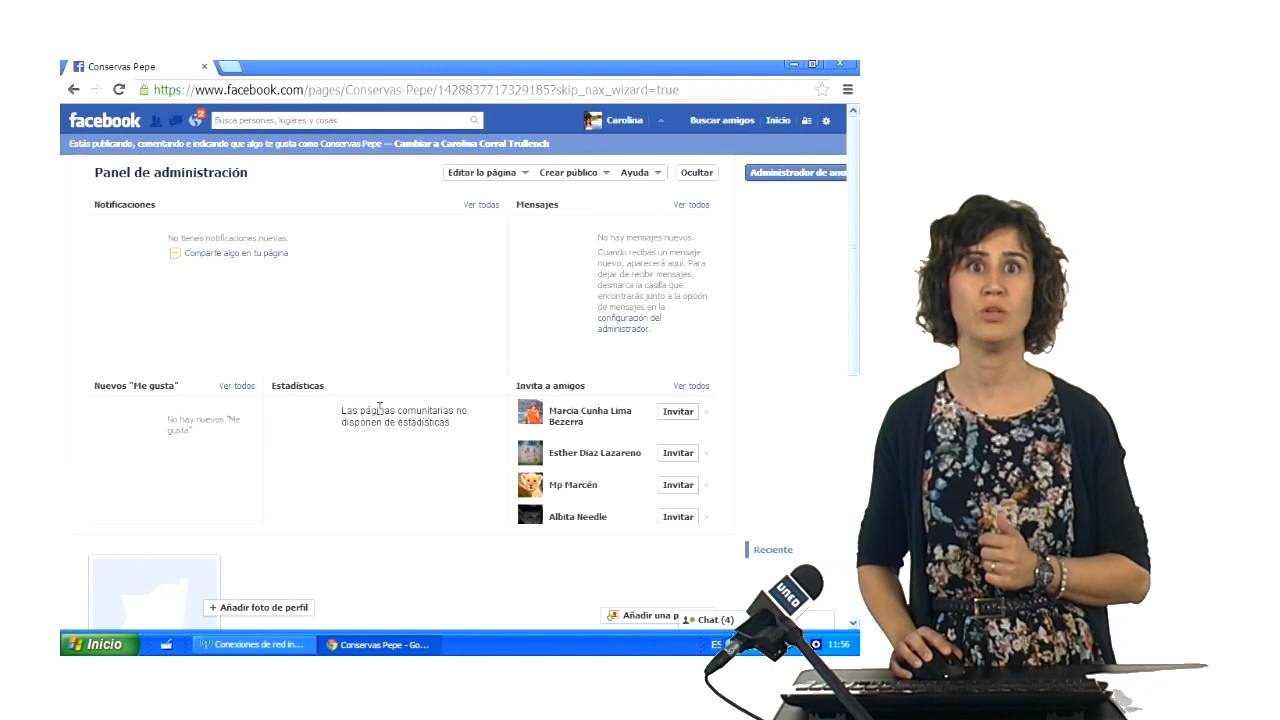 Conservas Pepe
https://www.facebook.com/pages/Conservas-Pepe/1428837717329185?skip_nax_wizard=true
facebook
2
Busca personas, lugares y cosas
Carolina
Buscar amigos
Inicio
Estás publicando, comentando e indicando que algo te gusta como Conservas Pepe — Cambiar a Carolina Corral Trullench
Panel de administración
Editar la página
Crear público
Ayuda
Ocultar
Administrador de anu
Notificaciones
Ver todas
No tienes notificaciones nuevas.
Comparte algo en tu página
Mensajes
Ver todos
No hay mensajes nuevos.
Cuando recibas un mensaje
nuevo, aparecerá aquí. Para
dejar de recibir mensajes,
desmarca la casilla que
encontrarás junto a la opción
de mensajes en la
configuración del
administrador.
Nuevos "Me gusta"
Ver todos
No hay nuevos "Me
gusta"
Estadísticas
Las páginas comunitarias no
disponen de estadísticas.
Invita a amigos
Ver todos
Marcia Cunha Lima
Bezerra
Invitar
Esther Diaz Lazareno
Invitar
Mp Marcén
Invitar
Albita Needle
Invitar
Reciente
+ Añadir foto de perfil
Añadir una p
Chat (4)
UNED
Inicio
Conexiones de red in...
Conservas Pepe - Go...
ES
11:56